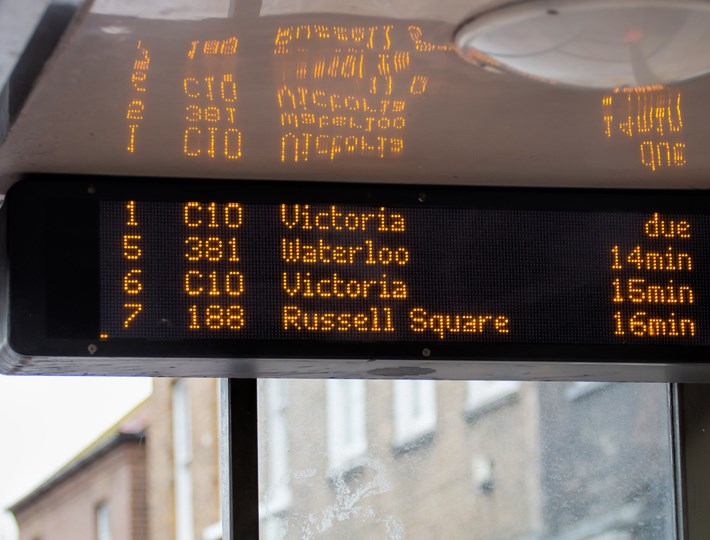 1 C10 Victoria due
5 381 Waterloo 14min
6 C10 Victoria 15min
7 188 Russell Square 16min